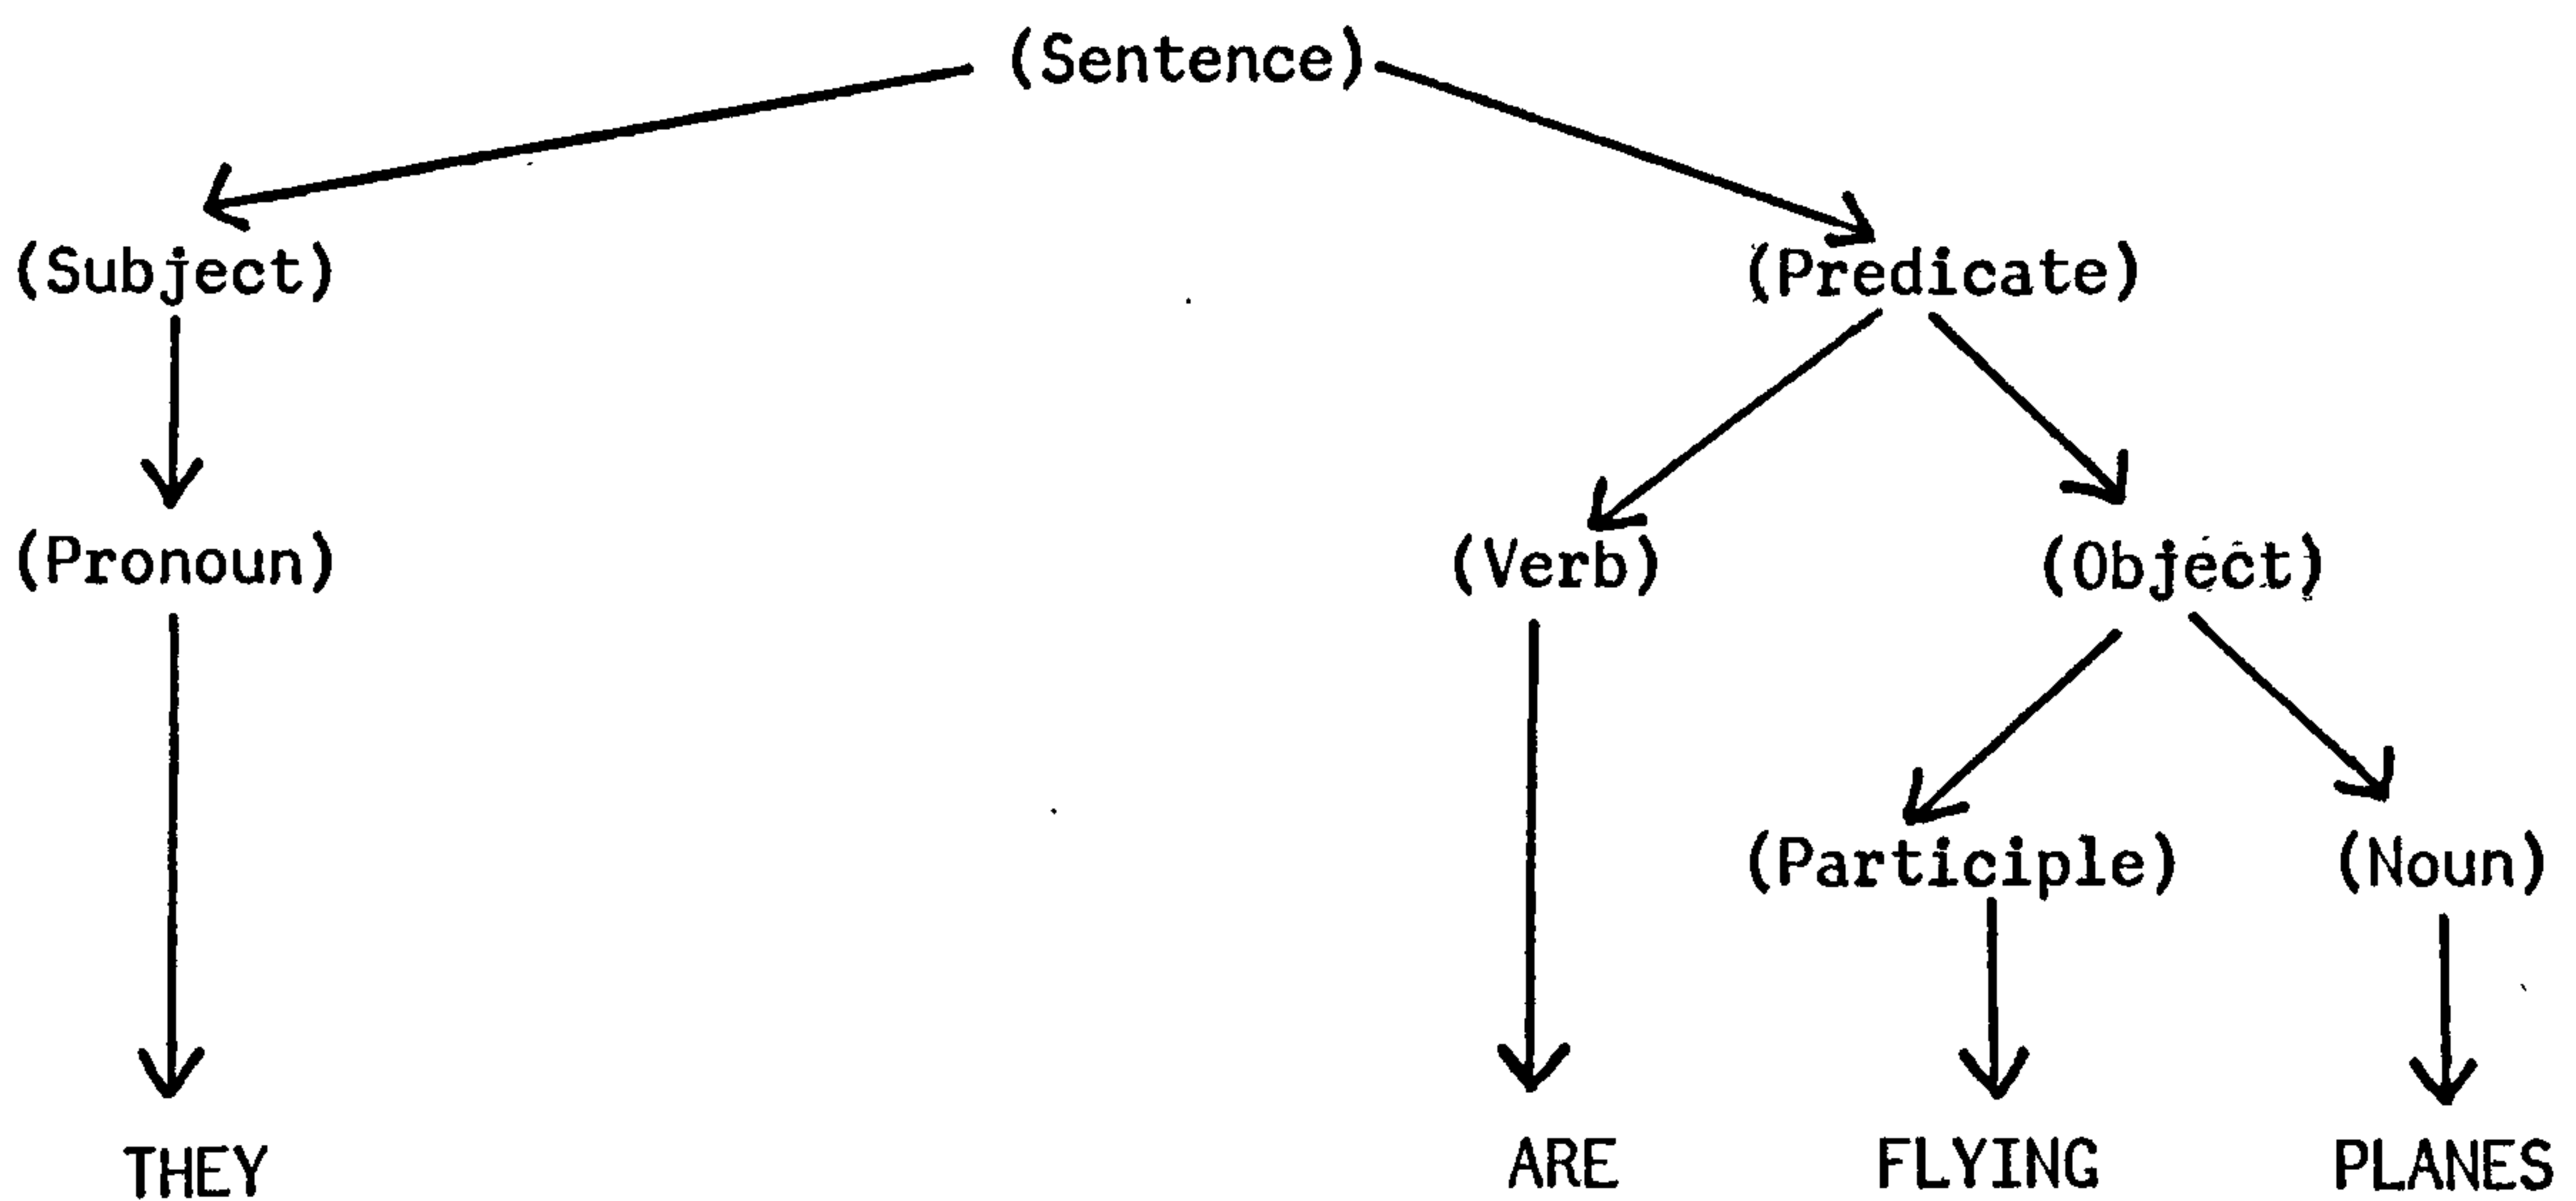 (Sentence)
(Subject) (Predicate)
(Pronoun) (Verb) (Object)
(Participle) (Noun)
THEY ARE FLYING PLANES